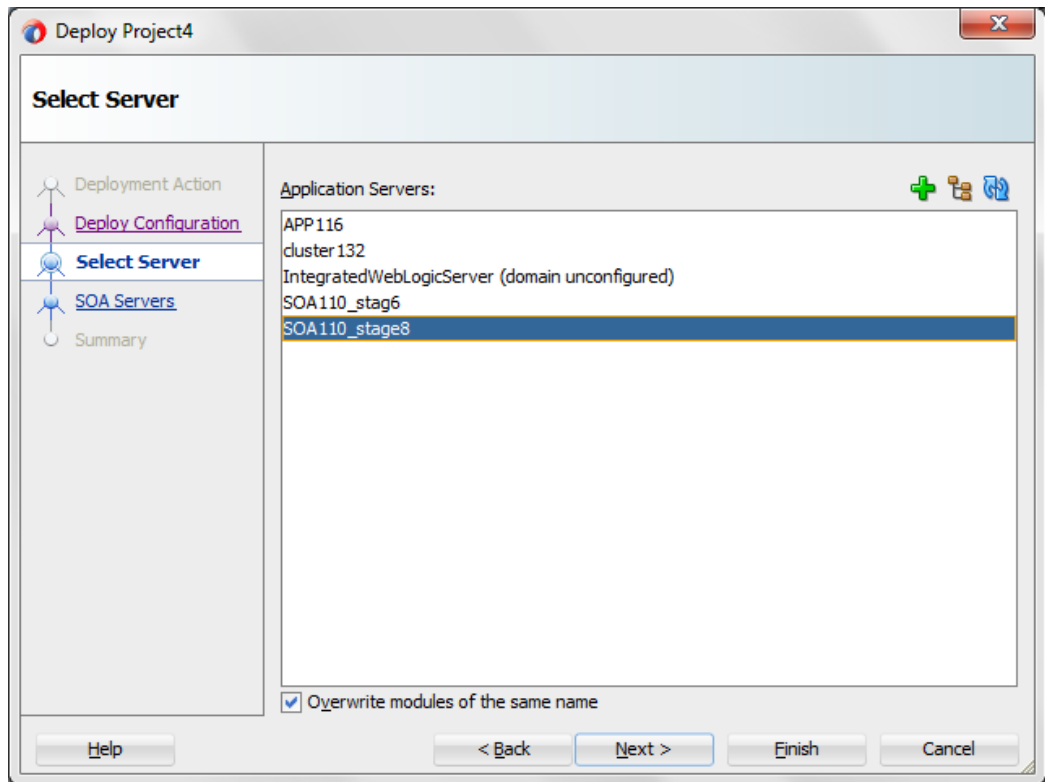 Deploy Project4
Select Server
Deployment Action
Deploy Configuration
Select Server
SOA Servers
Summary
Application Servers:
APP116
cluster132
IntegratedWebLogicServer (domain unconfigured)
SOA110_stag6
SOA110_stage8
Overwrite modules of the same name
Help
< Back
Next >
Finish
Cancel